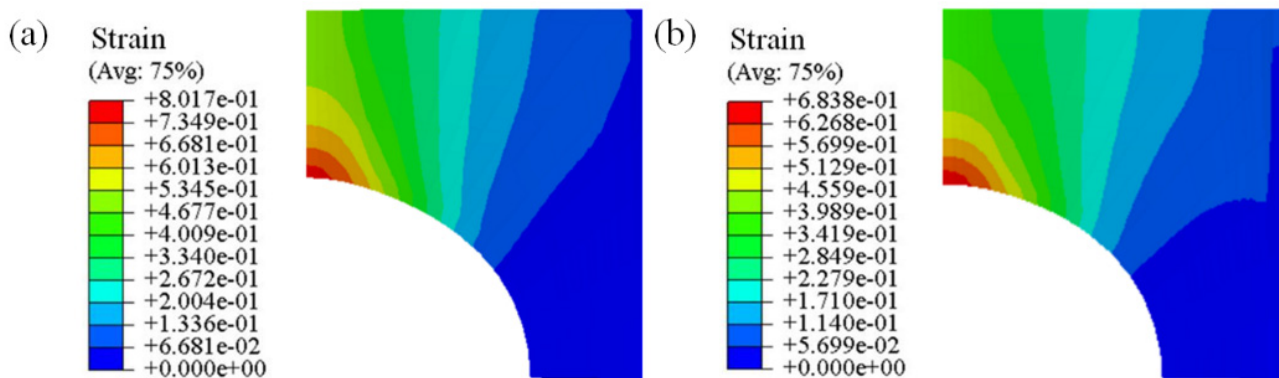 (a)
Strain
(Avg: 75%)
+8.017e-01
+7.349e-01
+6.681e-01
+6.013e-01
+5.345e-01
+4.677e-01
+4.009e-01
+3.340e-01
+2.672e-01
+2.004e-01
+1.336e-01
+6.681e-02
+0.000e+00
(b)
Strain
(Avg: 75%)
+6.838e-01
+6.268e-01
+5.699e-01
+5.129e-01
+4.559e-01
+3.989e-01
+3.419e-01
+2.849e-01
+2.279e-01
+1.710e-01
+1.140e-01
+5.699e-02
+0.000e+00